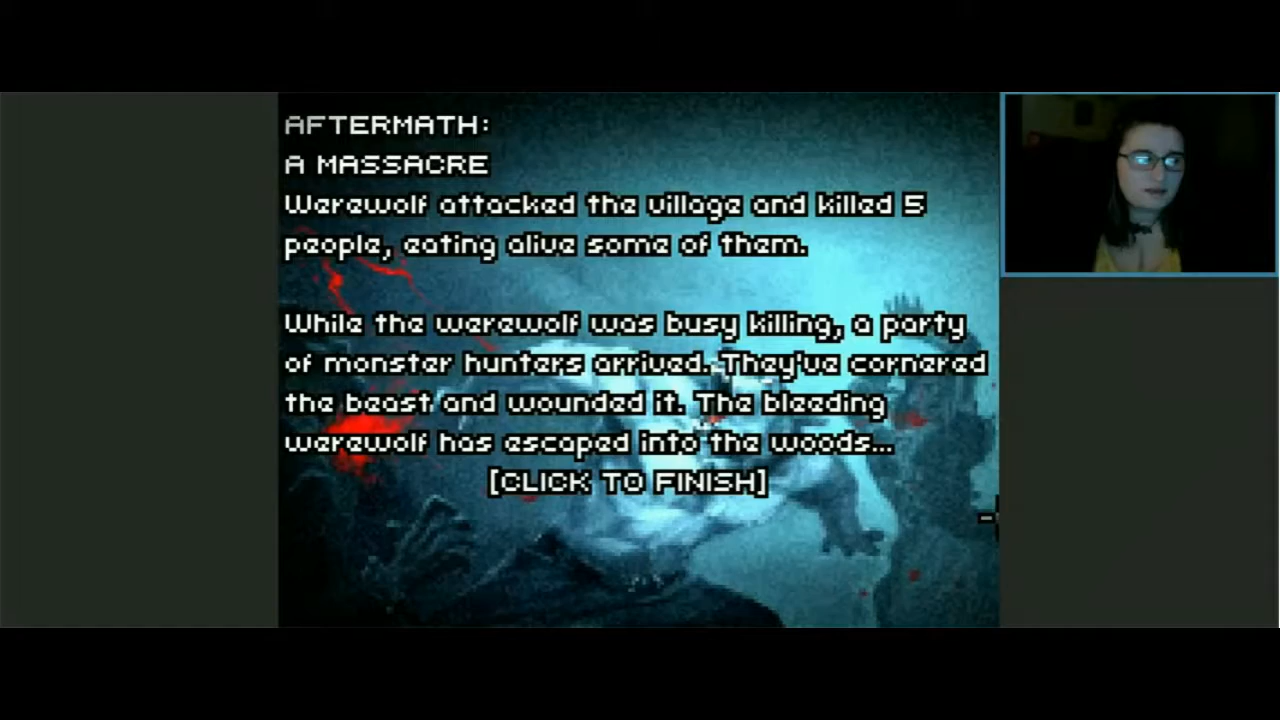 AFTERMATH:
A MASSACRE
Werewolf attacked the village and killed 5
people, eating alive some of them.
While the werewolf was busy killing, a party
of monster hunters arrived. They've cornered
the beast and wounded it. The bleeding
werewolf has escaped into the woods...
[CLICK TO FINISH]